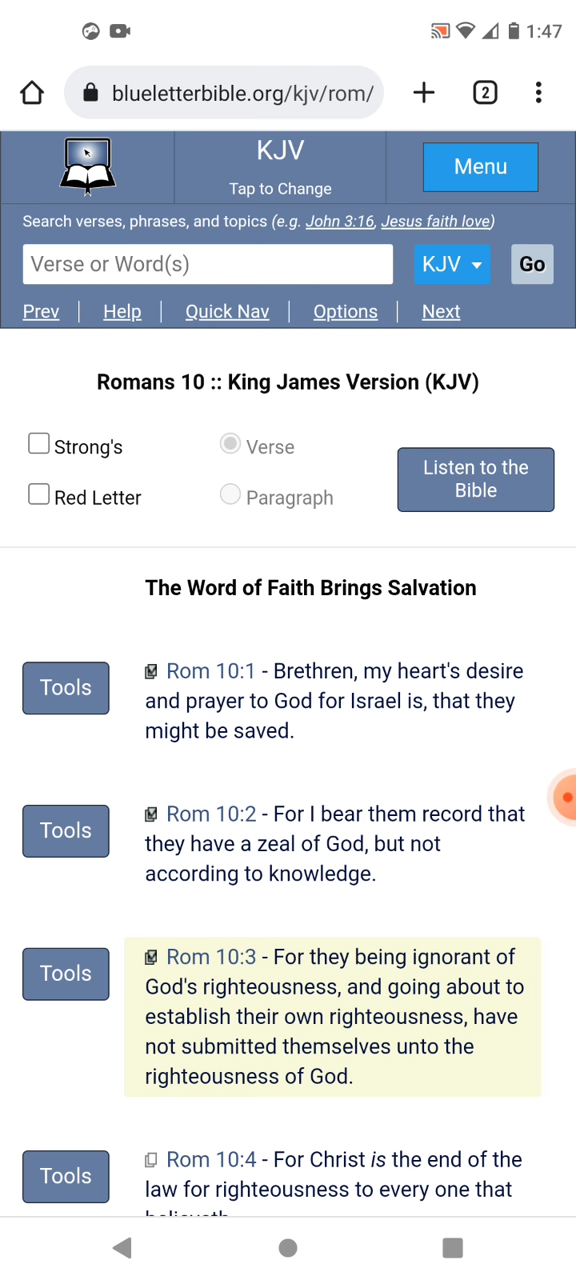 1:47
blueletterbible.org/kjv/rom/
2
KJV
Tap to Change
Menu
Search verses, phrases, and topics (e.g. John 3:16, Jesus faith love)
Verse or Word(s)
KJV
Go
Prev
Help
Quick Nav
Options
Next
Romans 10 :: King James Version (KJV)
Strong's
Verse
Red Letter
Paragraph
Listen to the
Bible
The Word of Faith Brings Salvation
Tools
Rom 10:1 - Brethren, my heart's desire
and prayer to God for Israel is, that they
might be saved.
Tools
Rom 10:2 - For I bear them record that
they have a zeal of God, but not
according to knowledge.
Tools
Rom 10:3 - For they being ignorant of
God's righteousness, and going about to
establish their own righteousness, have
not submitted themselves unto the
righteousness of God.
Tools
Rom 10:4 - For Christ is the end of the
law for righteousness to every one that